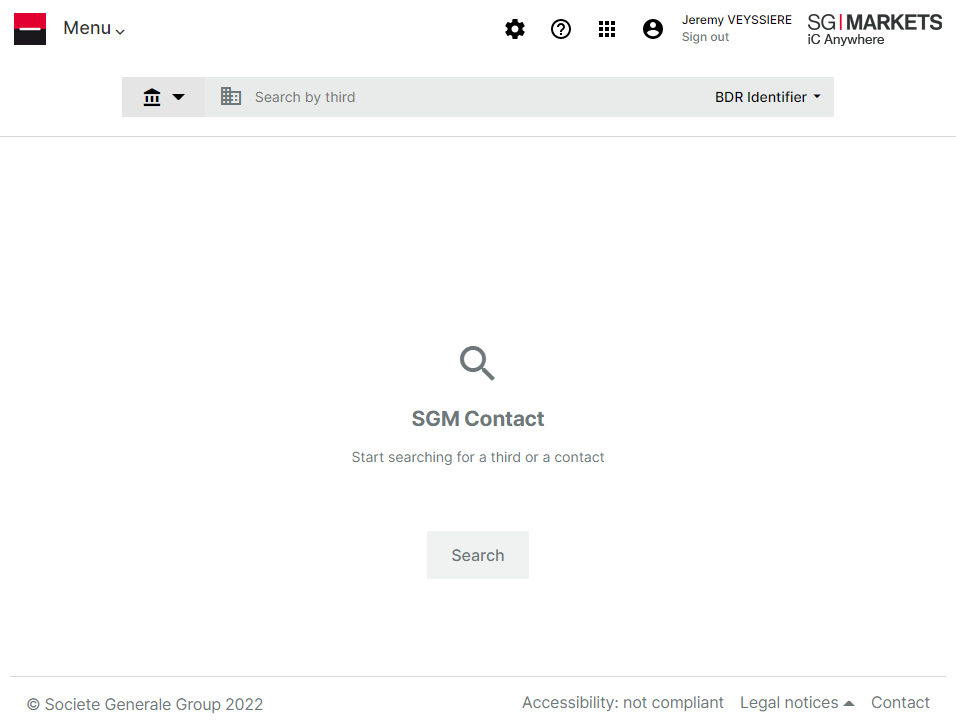 Menu
Jeremy VEYSSIERE
Sign out
SG|MARKETS
iC Anywhere
Search by third
BDR Identifier
SGM Contact
Start searching for a third or a contact
Search
© Societe Generale Group 2022
Accessibility: not compliant
Legal notices
Contact